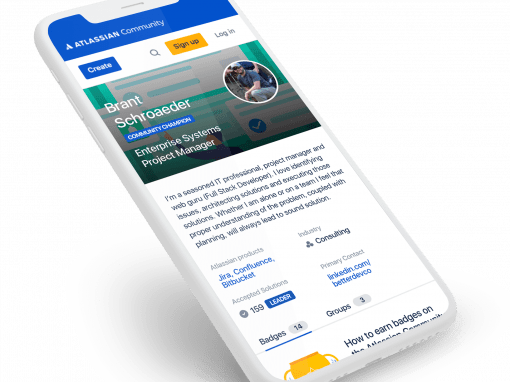 ATLASSIAN Community
Create
Sign up
Log in
Brant
Schroaeder
COMMUNITY CHAMPION
Enterprise Systems
Project Manager
I'm a seasoned IT professional, project manager and
web guru (Full Stack Developer). I love identifying
issues, architecting solutions and executing those
solutions. Whether I am alone or on a team I feel that
proper understanding of the problem, coupled with
planning, will always lead to sound solution.
Atlassian products
Jira, Confluence,
Bitbucket
Industry
Consulting
Accepted Solutions
159 LEADER
Primary Contact
linkedin.com/
betterdevco
Badges 14
Groups 3
How to earn badges on
the Atlassian Community